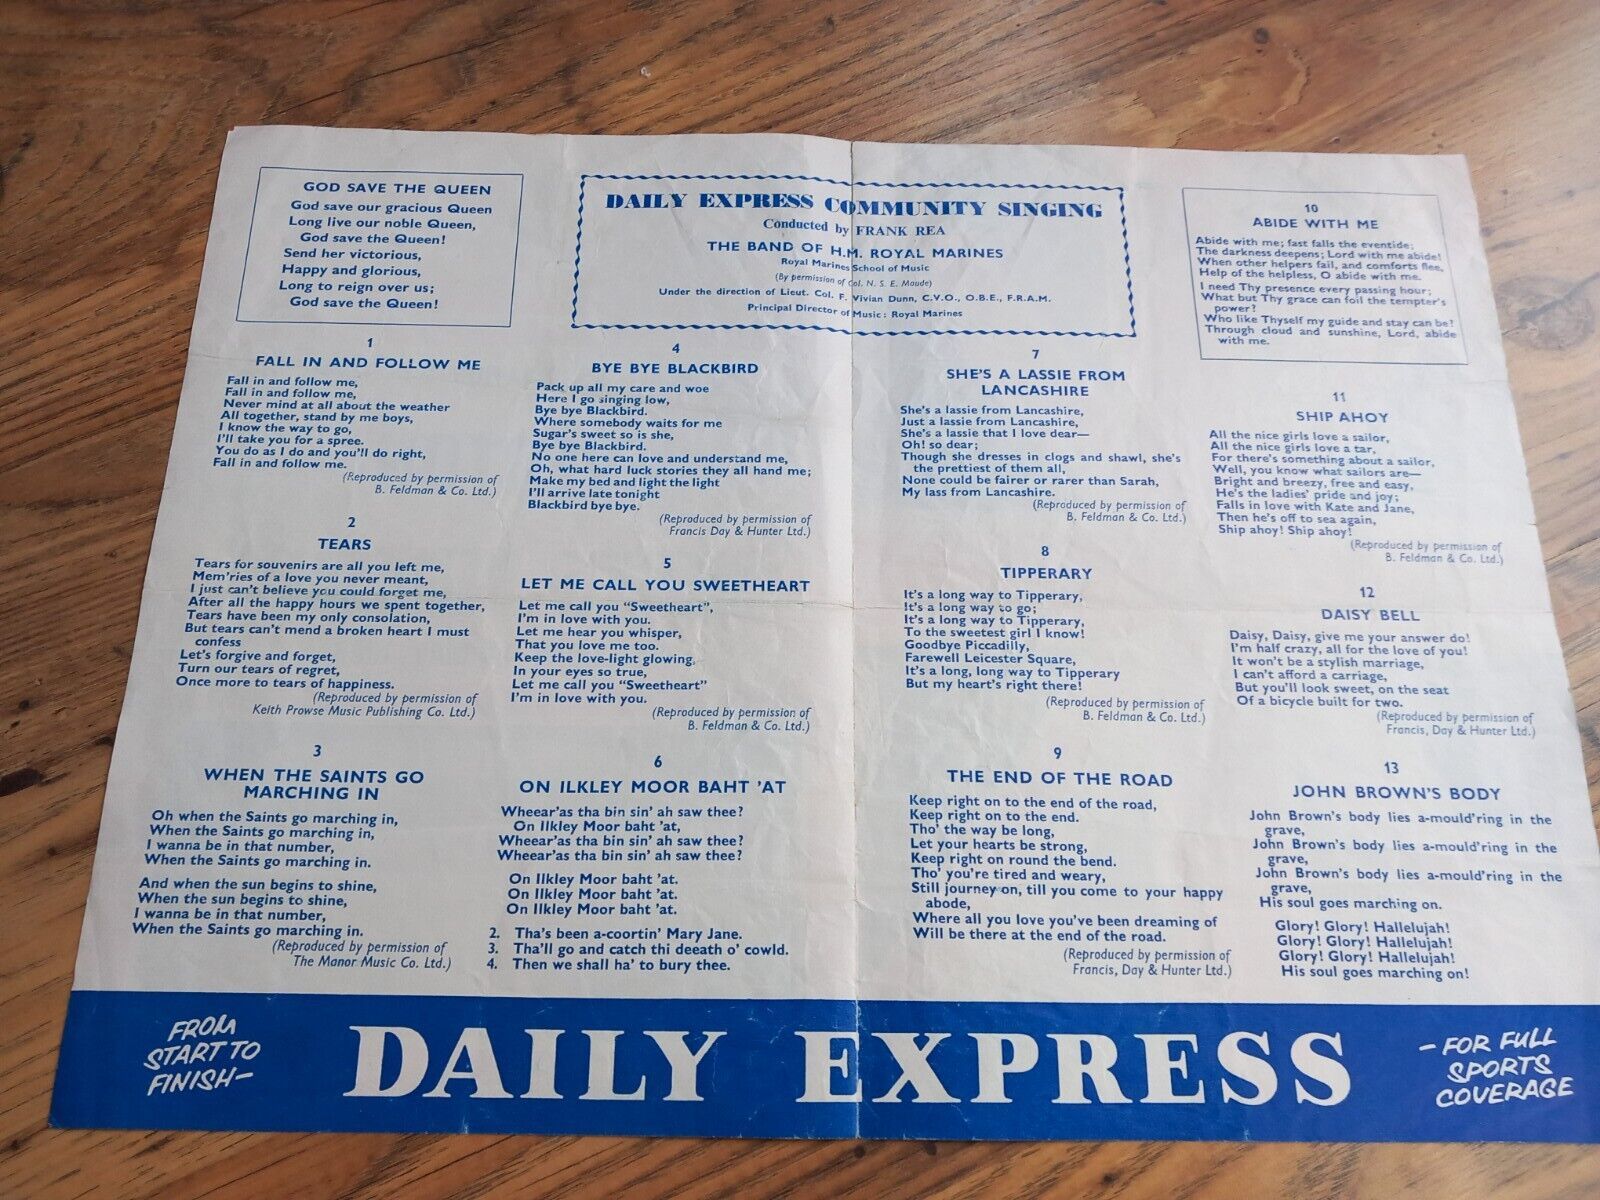 GOD SAVE THE QUEEN
God save our gracious Queen
Long live our noble Queen,
God save the Queen!
Send her victorious,
Happy and glorious,
Long to reign over us;
God save the Queen!
DAILY EXPRESS COMMUNITY SINGING
Conducted by FRANK REA
THE BAND OF H.M. ROYAL MARINES
Royal Marines School of Music
(By permission of Col. N. S. E. Maude)
Under the direction of Lieut. Col. F. Vivian Dunn, C.V.O., O.B.E., F.R.A.M.
Principal Director of Music: Royal Marines
1
FALL IN AND FOLLOW ME
Fall in and follow me,
Fall in and follow me,
Never mind at all about the weather
All together, stand by me boys,
I know the way to go,
I'll take you for a spree.
You do as I do and you'll do right,
Fall in and follow me.
(Reproduced by permission of
B. Feldman & Co. Ltd.)
2
TEARS
Tears for souvenirs are all you left me,
Mem'ries of a love you never meant,
I just can't believe you could forget me,
After all the happy hours we spent together,
Tears have been my only consolation,
But tears can't mend a broken heart I must
confess
Let's forgive and forget,
Turn our tears of regret,
Once more to tears of happiness.
(Reproduced by permission of
Keith Prowse Music Publishing Co. Ltd.)
3
WHEN THE SAINTS GO
MARCHING IN
Oh when the Saints go marching in,
When the Saints go marching in,
I wanna be in that number,
When the Saints go marching in.
And when the sun begins to shine,
When the sun begins to shine,
I wanna be in that number,
When the Saints go marching in.
(Reproduced by permission of
The Manor Music Co. Ltd.)
4
BYE BYE BLACKBIRD
Pack up all my care and woe
Here I go singing low,
Bye bye Blackbird.
Where somebody waits for me
Sugar's sweet so is she,
Bye bye Blackbird.
No one here can love and understand me,
Oh, what hard luck stories they all hand me;
Make my bed and light the light
I'll arrive late tonight
Blackbird bye bye.
(Reproduced by permission of
Francis Day & Hunter Ltd.)
5
LET ME CALL YOU SWEETHEART
Let me call you "Sweetheart",
I'm in love with you.
Let me hear you whisper,
That you love me too.
Keep the love-light glowing,
In your eyes so true,
Let me call you "Sweetheart"
I'm in love with you.
(Reproduced by permission of
B. Feldman & Co. Ltd.)
6
ON ILKLEY MOOR BAHT 'AT
Wheear'as tha bin sin' ah saw thee?
On Ilkley Moor baht 'at,
Wheear'as tha bin sin' ah saw thee?
Wheear'as tha bin sin' ah saw thee?
On Ilkley Moor baht 'at.
On Ilkley Moor baht 'at.
On Ilkley Moor baht 'at.
2. Tha's been a-coortin' Mary Jane.
3. Tha'll go and catch thi deeath o' cowld.
4. Then we shall ha' to bury thee.
7
SHE'S A LASSIE FROM
LANCASHIRE
She's a lassie from Lancashire,
Just a lassie from Lancashire,
She's a lassie that I love dear—
Oh! so dear;
Though she dresses in clogs and shawl, she's
the prettiest of them all,
None could be fairer or rarer than Sarah,
My lass from Lancashire.
(Reproduced by permission of
B. Feldman & Co. Ltd.)
8
TIPPERARY
It's a long way to Tipperary,
It's a long way to go;
It's a long way to Tipperary,
To the sweetest girl I know!
Goodbye Piccadilly,
Farewell Leicester Square,
It's a long, long way to Tipperary
But my heart's right there!
(Reproduced by permission of
B. Feldman & Co. Ltd.)
9
THE END OF THE ROAD
Keep right on to the end of the road,
Keep right on to the end.
Tho' the way be long,
Let your hearts be strong,
Keep right on round the bend.
Tho' you're tired and weary,
Still journey on, till you come to your happy
abode,
Where all you love you've been dreaming of
Will be there at the end of the road.
(Reproduced by permission of
Francis, Day & Hunter Ltd.)
10
ABIDE WITH ME
Abide with me; fast falls the eventide;
The darkness deepens; Lord with me abide!
When other helpers fail, and comforts flee,
Help of the helpless, O abide with me.
I need Thy presence every passing hour;
What but Thy grace can foil the tempter's
power?
Who like Thyself my guide and stay can be?
Through cloud and sunshine, Lord, abide
with me.
11
SHIP AHOY
All the nice girls love a sailor,
All the nice girls love a tar,
For there's something about a sailor,
Well, you know what sailors are—
Bright and breezy, free and easy,
He's the ladies' pride and joy;
Falls in love with Kate and Jane,
Then he's off to sea again,
Ship ahoy! Ship ahoy!
(Reproduced by permission of
B. Feldman & Co. Ltd.)
12
DAISY BELL
Daisy, Daisy, give me your answer do!
I'm half crazy, all for the love of you!
It won't be a stylish marriage,
I can't afford a carriage,
But you'll look sweet, on the seat
Of a bicycle built for two.
(Reproduced by permission of
Francis, Day & Hunter Ltd.)
13
JOHN BROWN'S BODY
John Brown's body lies a-mould'ring in the
grave,
John Brown's body lies a-mould'ring in the
grave,
John Brown's body lies a-mould'ring in the
grave,
His soul goes marching on.
Glory! Glory! Hallelujah!
Glory! Glory! Hallelujah!
Glory! Glory! Hallelujah!
His soul goes marching on!
FROM
START TO
FINISH—
DAILY EXPRESS
— FOR FULL
SPORTS
COVERAGE